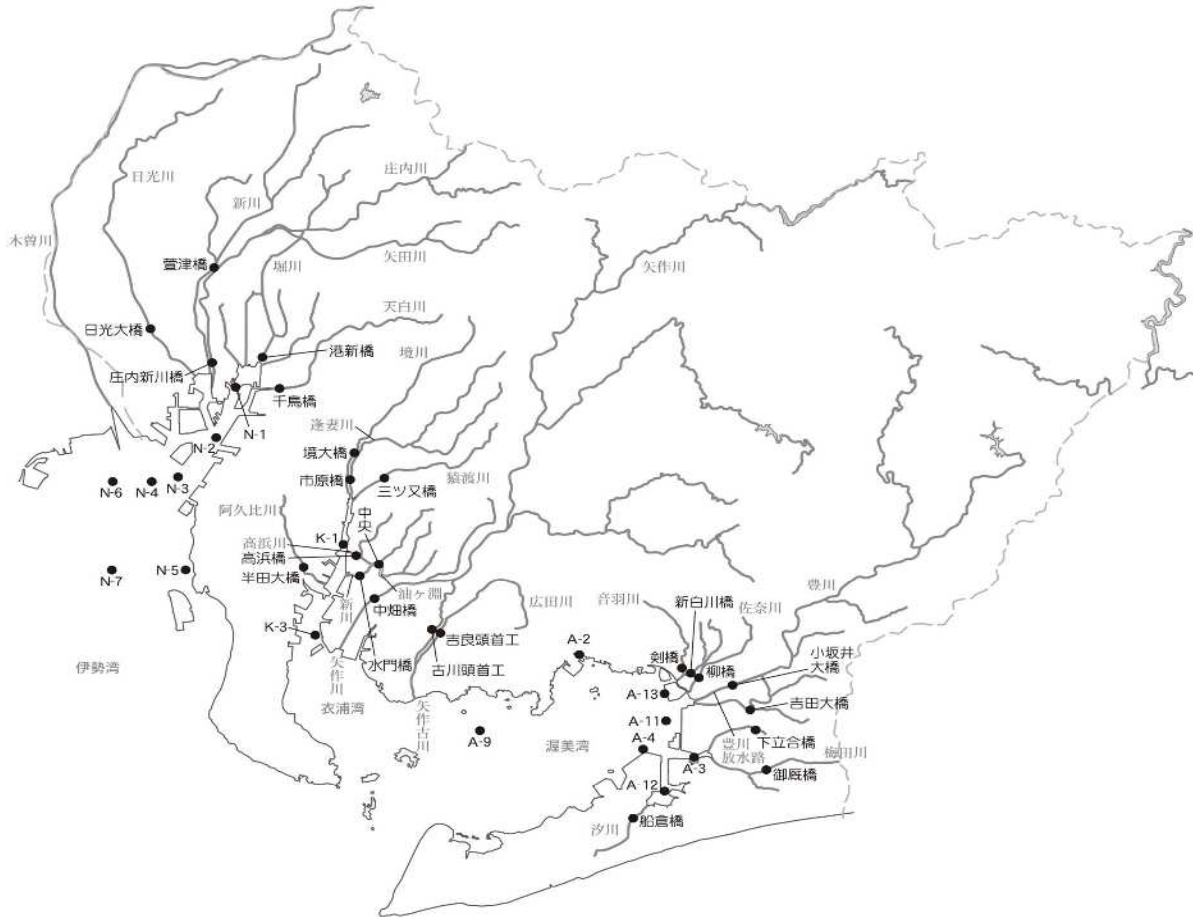 日光川
新川
庄内川
木曽川
萱津橋
堀川
矢田川
矢作川
天白川
日光大橋
港新橋
境川
庄内新川橋
千鳥橋
N-1
逢妻川
N-2
境大橋
市原橋
三ツ又橋
猿渡川
N-6
N-4
N-3
阿久比川
中央
K-1
高浜川
高浜橋
半田大橋
N-7
N-5
油ヶ淵
新川
中畑橋
広田川
音羽川
新白川橋
佐奈川
豊川
K-3
吉良頭首工
A-2
剣橋
小坂井
大橋
伊勢湾
水門橋
古川頭首工
柳橋
矢作川
A-13
吉田大橋
衣浦湾
矢作古川
A-11
A-9
渥美湾
A-4
豊川
放水路
下立合橋
梅田川
A-3
御厩橋
A-12
船倉橋
汐川